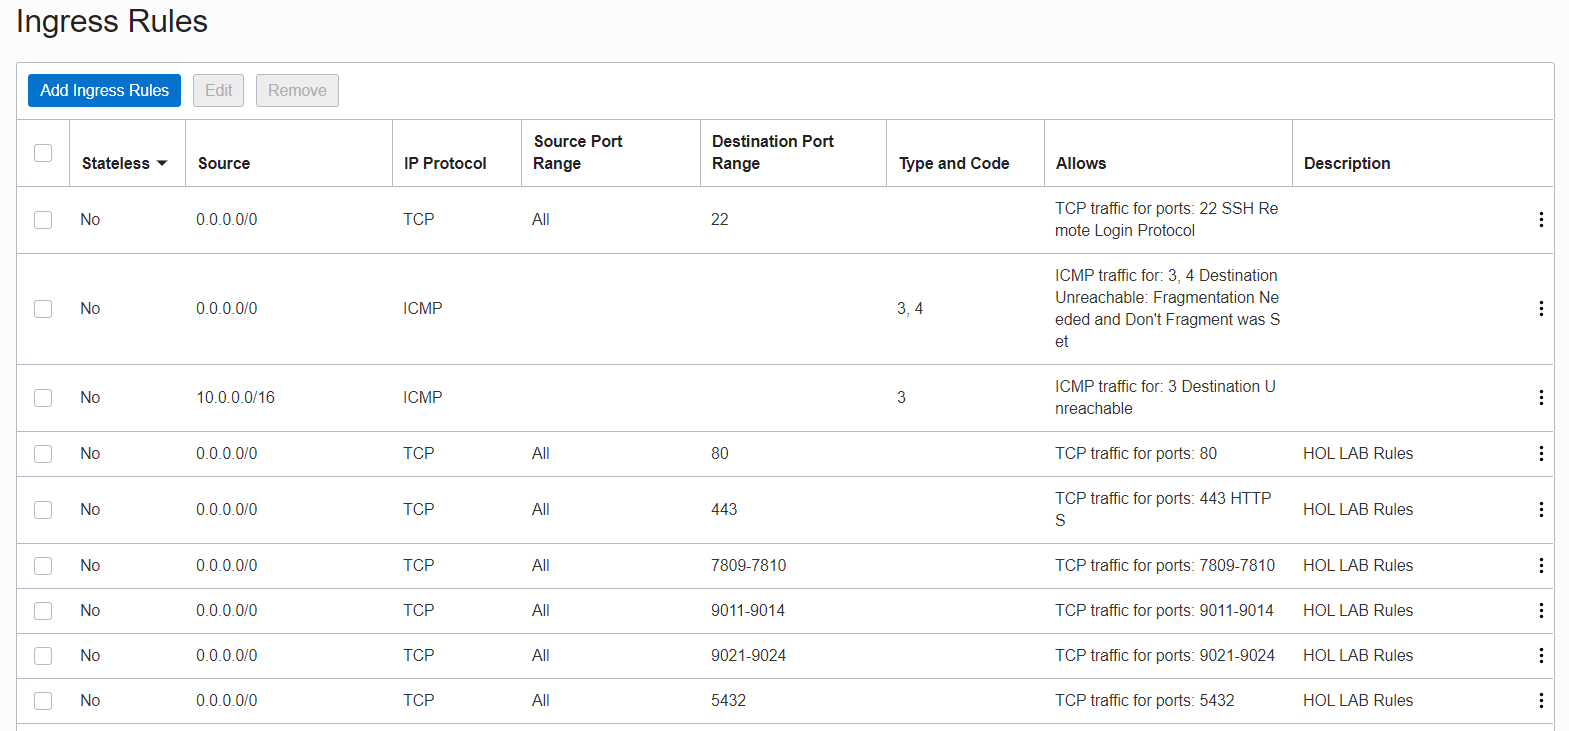 Ingress Rules
Add Ingress Rules Edit Remove
Stateless Source IP Protocol Source Port Range Destination Port Range Type and Code Allows Description
No 0.0.0.0/0 TCP All 22 TCP traffic for ports: 22 SSH Re
mote Login Protocol
No 0.0.0.0/0 ICMP 3, 4 ICMP traffic for: 3, 4 Destination
Unreachable: Fragmentation Ne
eded and Don't Fragment was S
et
No 10.0.0.0/16 ICMP 3 ICMP traffic for: 3 Destination U
nreachable
No 0.0.0.0/0 TCP All 80 TCP traffic for ports: 80 HOL LAB Rules
No 0.0.0.0/0 TCP All 443 TCP traffic for ports: 443 HTTP
S HOL LAB Rules
No 0.0.0.0/0 TCP All 7809-7810 TCP traffic for ports: 7809-7810 HOL LAB Rules
No 0.0.0.0/0 TCP All 9011-9014 TCP traffic for ports: 9011-9014 HOL LAB Rules
No 0.0.0.0/0 TCP All 9021-9024 TCP traffic for ports: 9021-9024 HOL LAB Rules
No 0.0.0.0/0 TCP All 5432 TCP traffic for ports: 5432 HOL LAB Rules